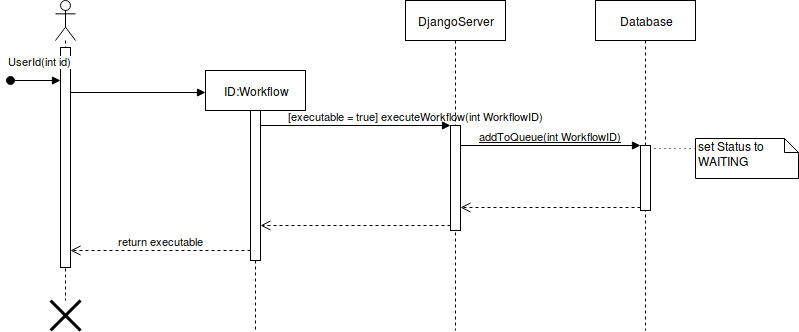 DjangoServer
Database
UserId(int id)
ID:Workflow
[executable = true] executeWorkflow(int WorkflowID)
addToQueue(int WorkflowID)
set Status to
WAITING
return executable